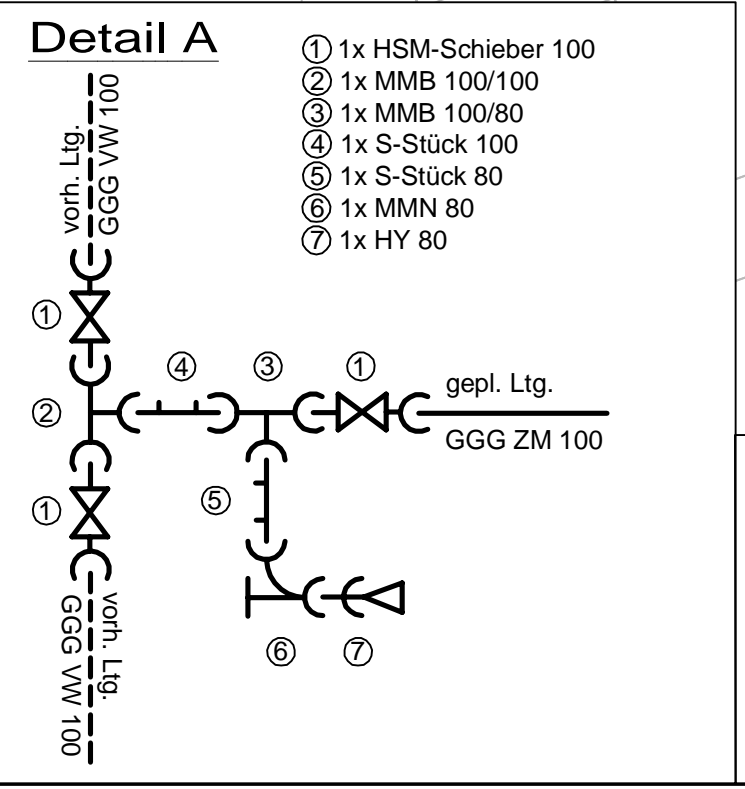 Detail A
① 1x HSM-Schieber 100
② 1x MMB 100/100
③ 1x MMB 100/80
④ 1x S-Stück 100
⑤ 1x S-Stück 80
⑥ 1x MMN 80
⑦ 1x HY 80
vorh. Ltg.
GGG VW 100
①
④
③
①
gepl. Ltg.
②
GGG ZM 100
①
⑤
vorh. Ltg.
GGG VW 100
⑥
⑦